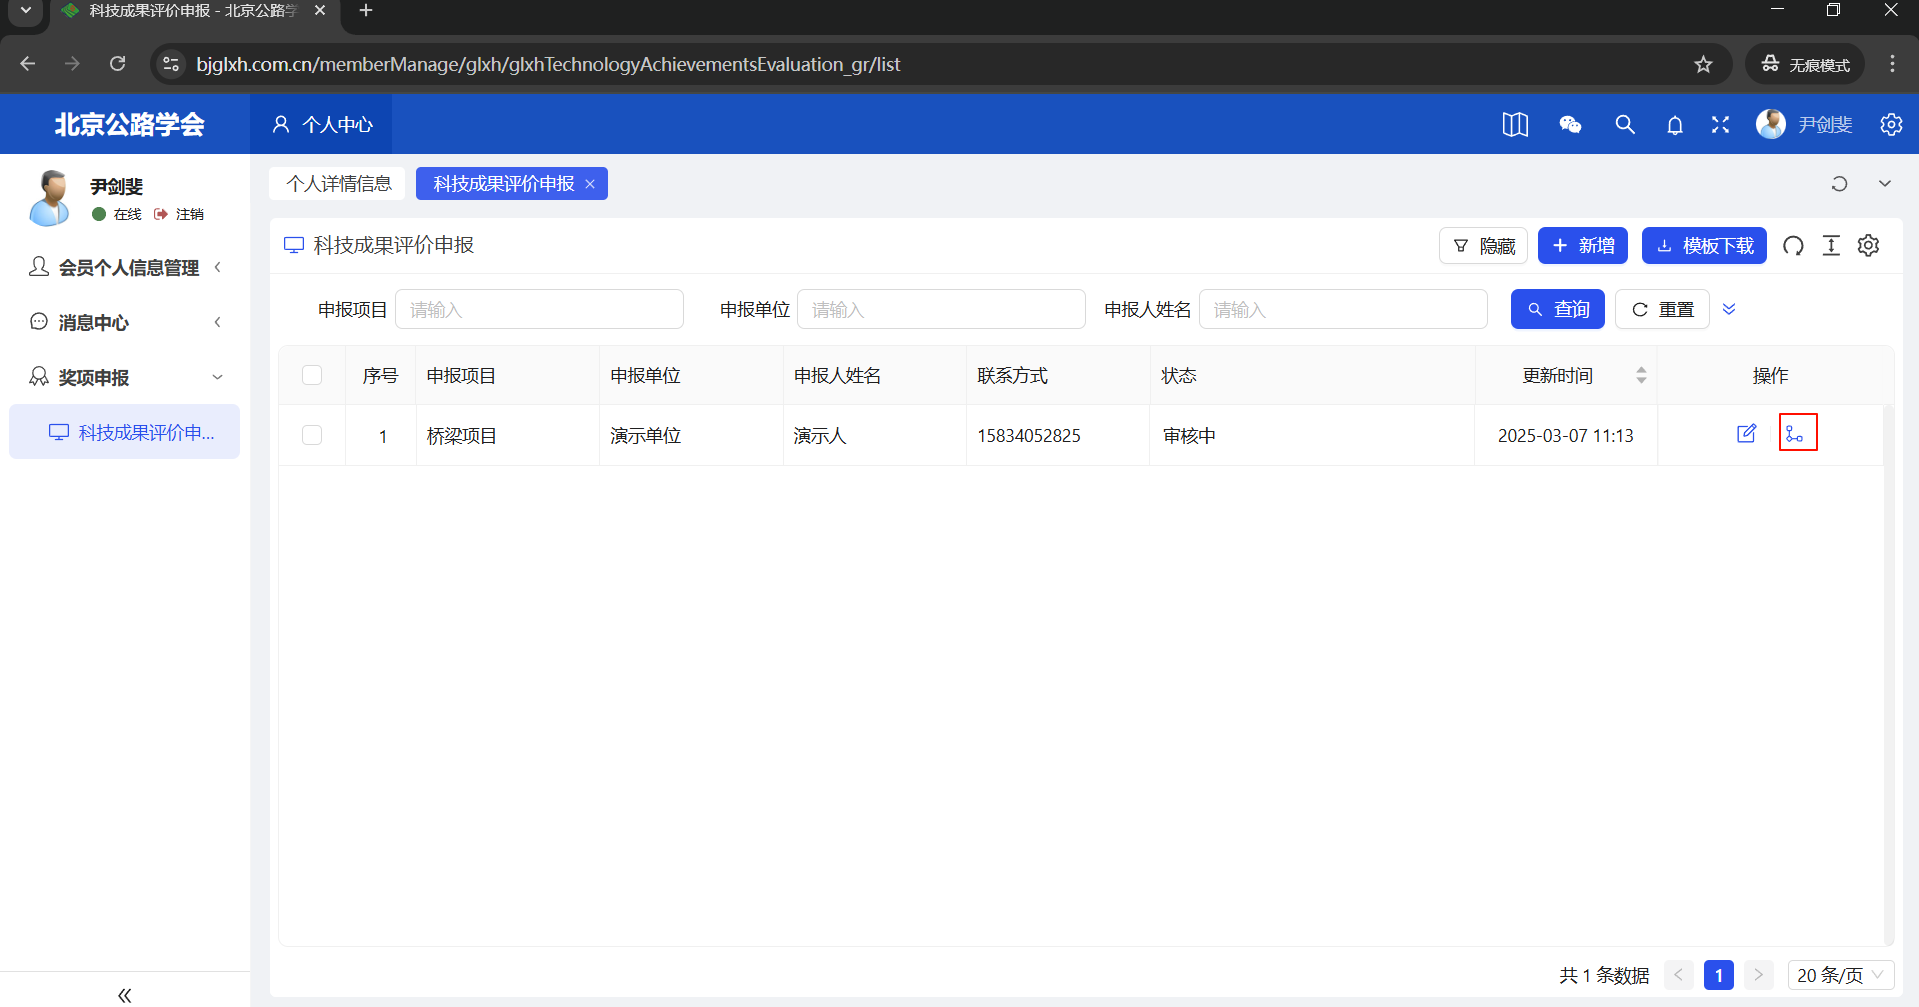 科技成果评价申报 - 北京公路学
bjglxh.com.cn/memberManage/glxh/glxhTechnologyAchievementsEvaluation_gr/list
无痕模式
北京公路学会
个人中心
尹剑斐
尹剑斐
在线 注销
会员个人信息管理
消息中心
奖项申报
科技成果评价申...
个人详情信息
科技成果评价申报
科技成果评价申报
隐藏
新增
模板下载
申报项目 请输入
申报单位 请输入
申报人姓名 请输入
查询
重置
序号 申报项目 申报单位 申报人姓名 联系方式 状态 更新时间 操作
1 桥梁项目 演示单位 演示人 15834052825 审核中 2025-03-07 11:13
共 1 条数据
1
20 条/页